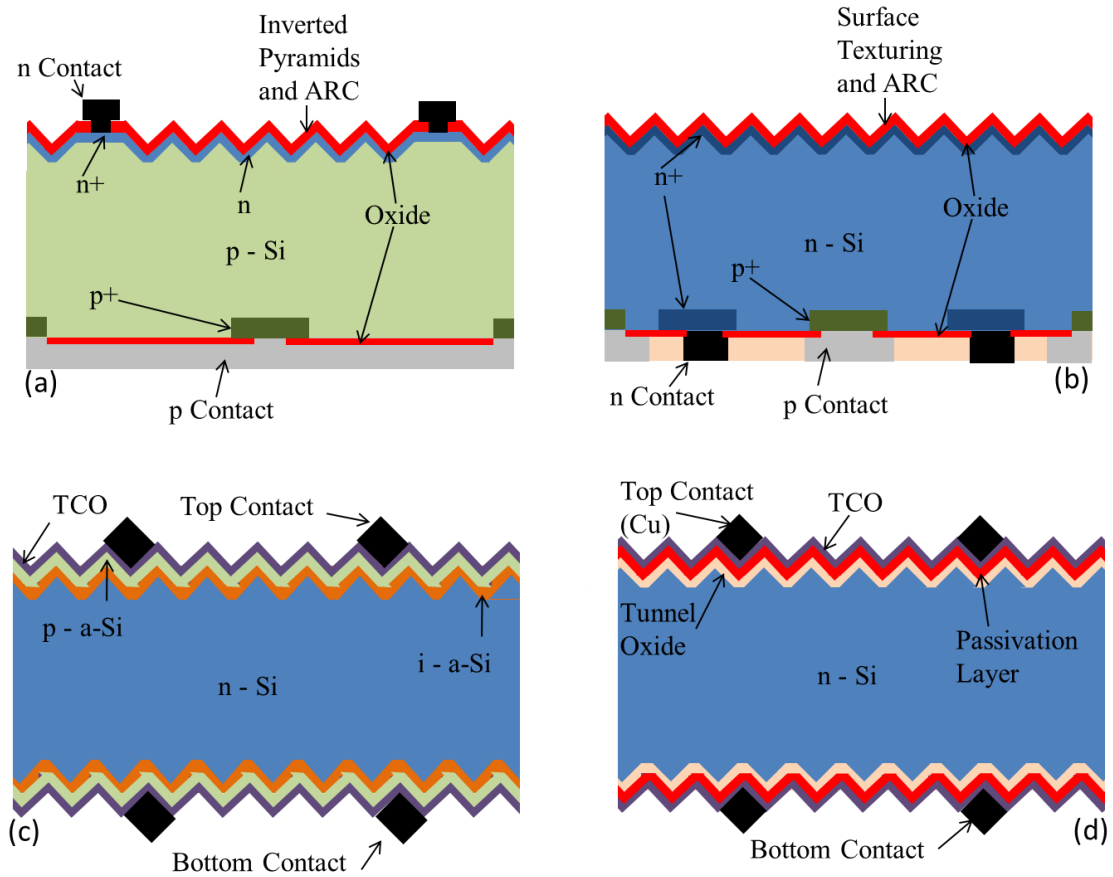 Inverted
Pyramids
and ARC
n Contact
n+
n
Oxide
p - Si
p+
(a)
p Contact
Surface
Texturing
and ARC
n+
Oxide
n - Si
p+
n Contact
p Contact
(b)
TCO
Top Contact
p - a-Si
i - a-Si
n - Si
(c)
Bottom Contact
Top Contact
(Cu)
TCO
Tunnel
Oxide
Passivation
Layer
n - Si
(d)
Bottom Contact